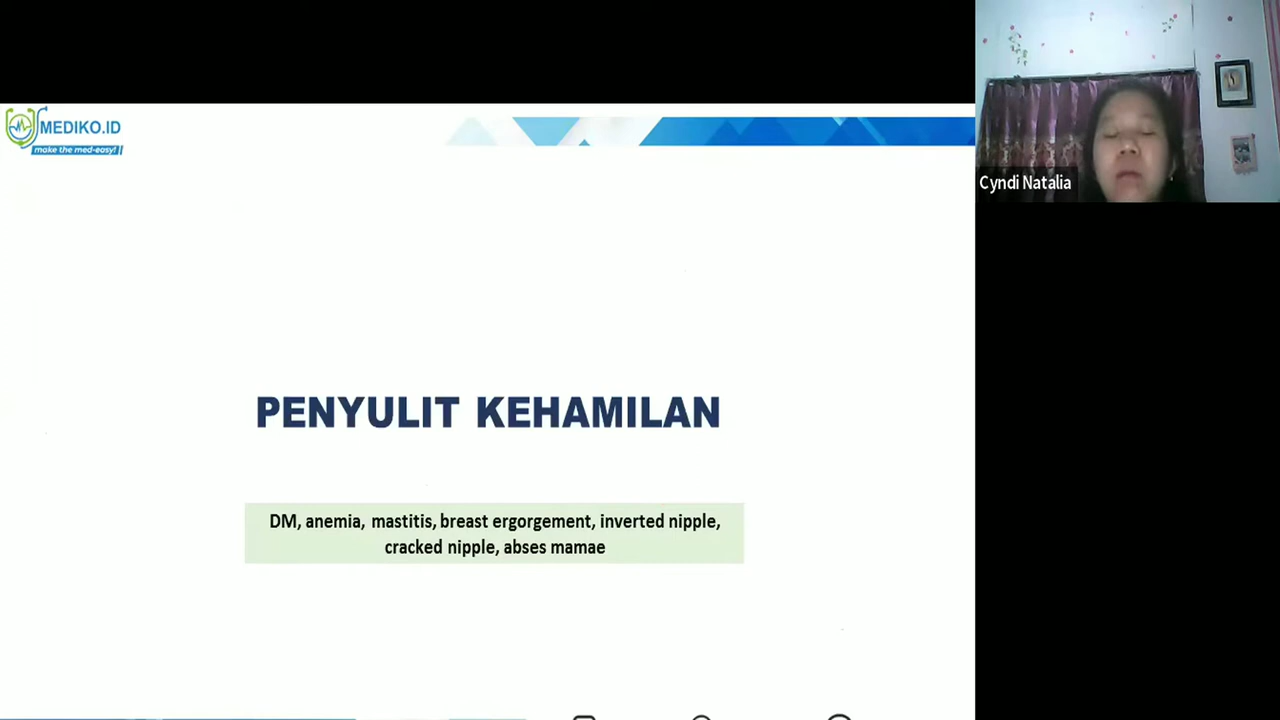 MEDIKO.ID
make the med-easy!
PENYULIT KEHAMILAN
DM, anemia, mastitis, breast ergorgement, inverted nipple,
cracked nipple, abses mamae
Cyndi Natalia